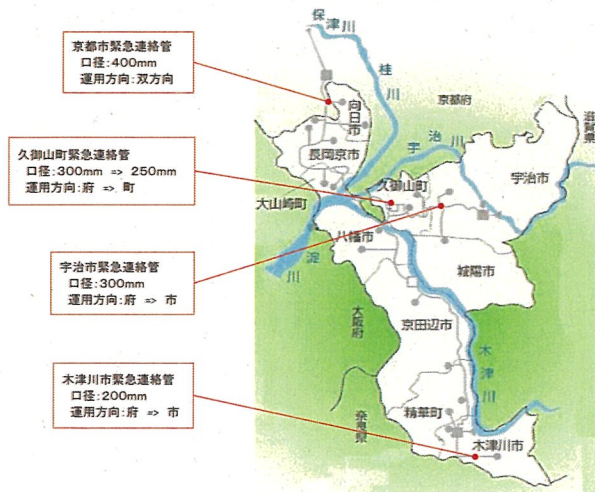 京都市緊急連絡管
口径:400mm
運用方向:双方向
久御山町緊急連絡管
口径:300mm => 250mm
運用方向:府 => 町
宇治市緊急連絡管
口径:300mm
運用方向:府 => 市
木津川市緊急連絡管
口径:200mm
運用方向:府 => 市
保津川
桂川
京都府
滋賀県
向日市
長岡京市
宇治川
宇治市
久御山町
大山崎町
八幡市
淀川
城陽市
大阪府
京田辺市
木津川
奈良県
精華町
木津川市